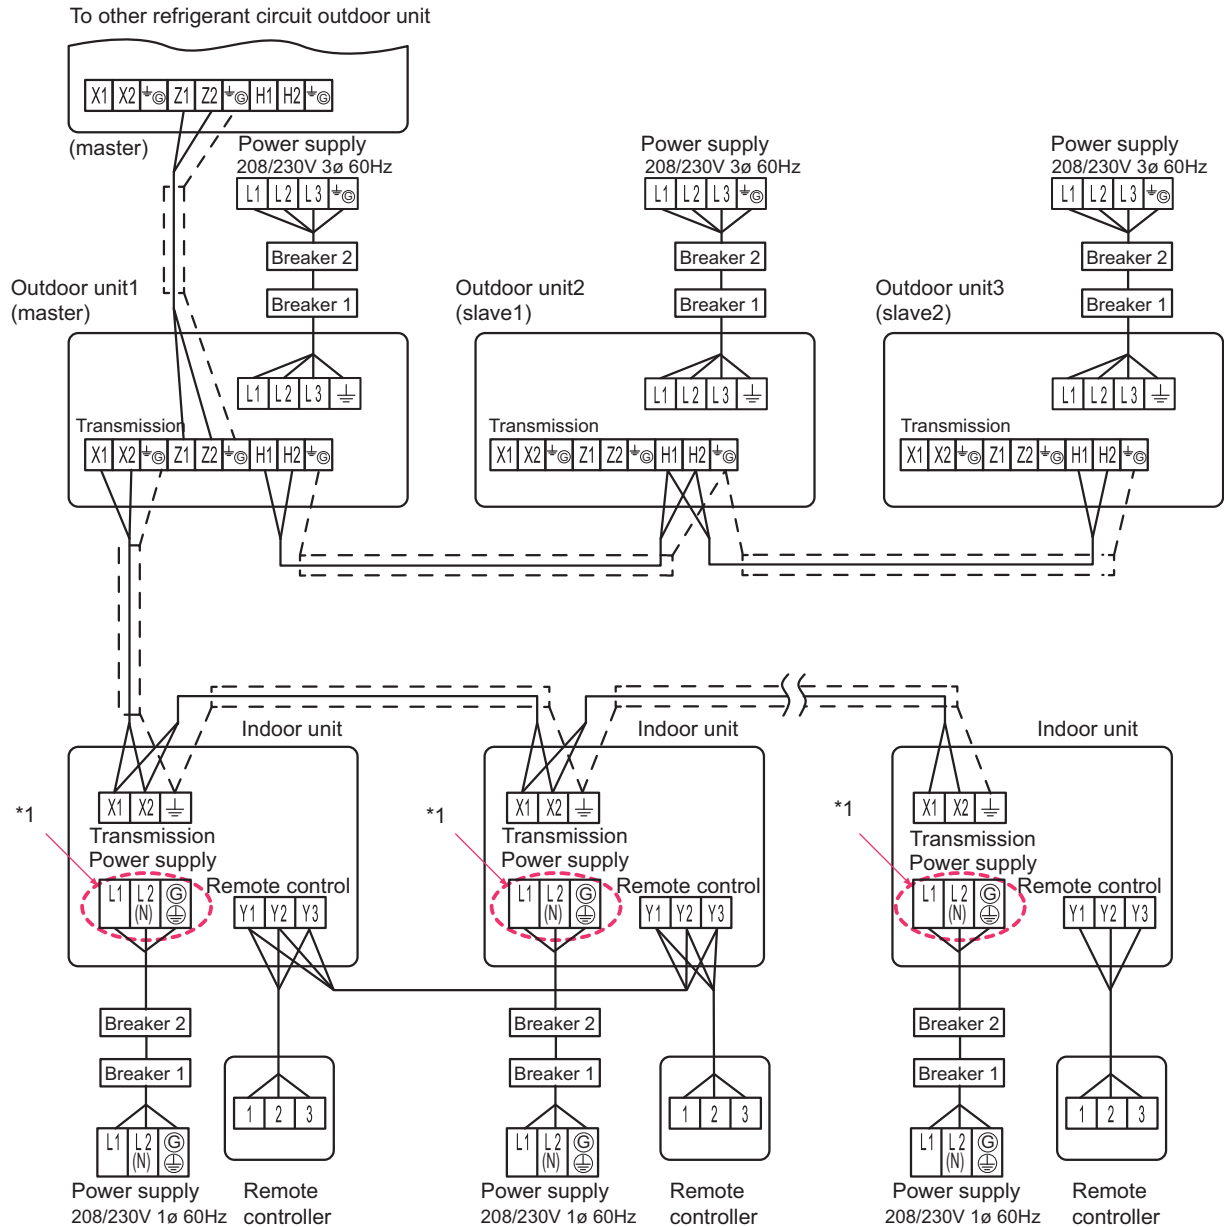 To other refrigerant circuit outdoor unit
X1 X2 G Z1 Z2 G H1 H2 G
(master)
Power supply
208/230V 3ø 60Hz
L1 L2 L3 G
Breaker 2
Breaker 1
Power supply
208/230V 3ø 60Hz
L1 L2 L3 G
Breaker 2
Breaker 1
Power supply
208/230V 3ø 60Hz
L1 L2 L3 G
Breaker 2
Breaker 1
Outdoor unit1
(master)
L1 L2 L3
Transmission
X1 X2 G Z1 Z2 G H1 H2 G
Outdoor unit2
(slave1)
L1 L2 L3
Transmission
X1 X2 G Z1 Z2 G H1 H2 G
Outdoor unit3
(slave2)
L1 L2 L3
Transmission
X1 X2 G Z1 Z2 G H1 H2 G
Indoor unit
X1 X2
*1
Transmission
Power supply
L1 L2 G
(N)
Remote control
Y1 Y2 Y3
Breaker 2
Breaker 1
L1 L2 G
(N)
Power supply
208/230V 1ø 60Hz
1 2 3
Remote
controller
Indoor unit
X1 X2
*1
Transmission
Power supply
L1 L2 G
(N)
Remote control
Y1 Y2 Y3
Breaker 2
Breaker 1
L1 L2 G
(N)
Power supply
208/230V 1ø 60Hz
1 2 3
Remote
controller
Indoor unit
X1 X2
*1
Transmission
Power supply
L1 L2 G
(N)
Remote control
Y1 Y2 Y3
Breaker 2
Breaker 1
L1 L2 G
(N)
Power supply
208/230V 1ø 60Hz
1 2 3
Remote
controller